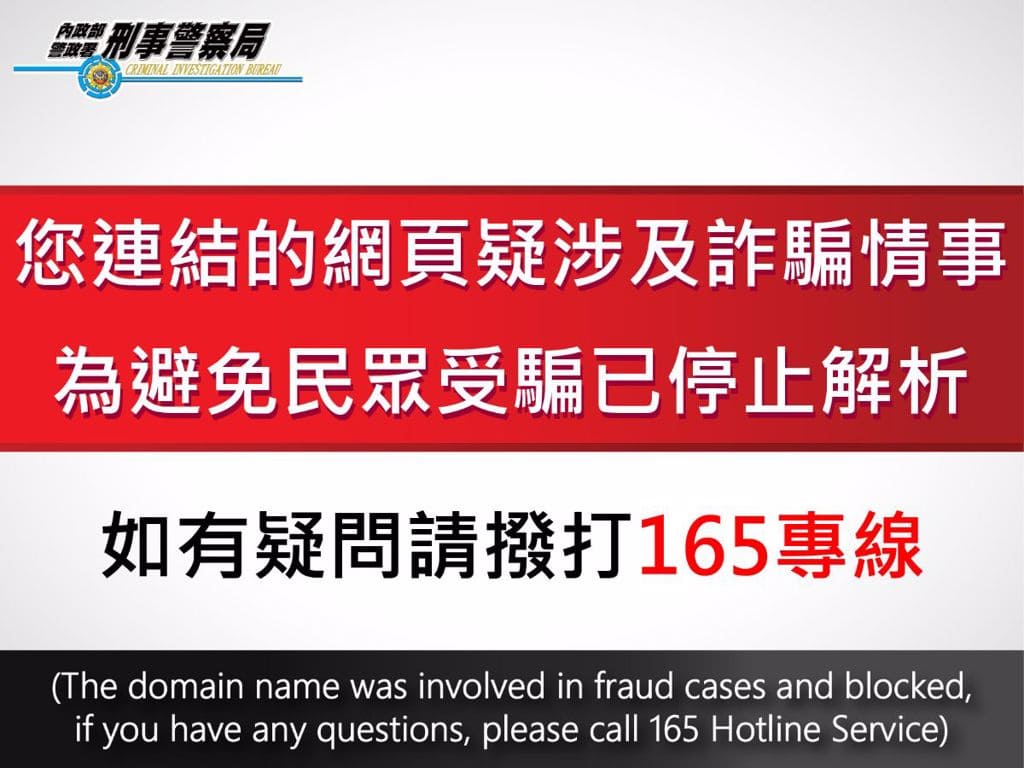 內政部
警政署 刑事警察局
CRIMINAL INVESTIGATION BUREAU
您連結的網頁疑涉及詐騙情事
為避免民眾受騙已停止解析
如有疑問請撥打165專線
(The domain name was involved in fraud cases and blocked,
if you have any questions, please call 165 Hotline Service)